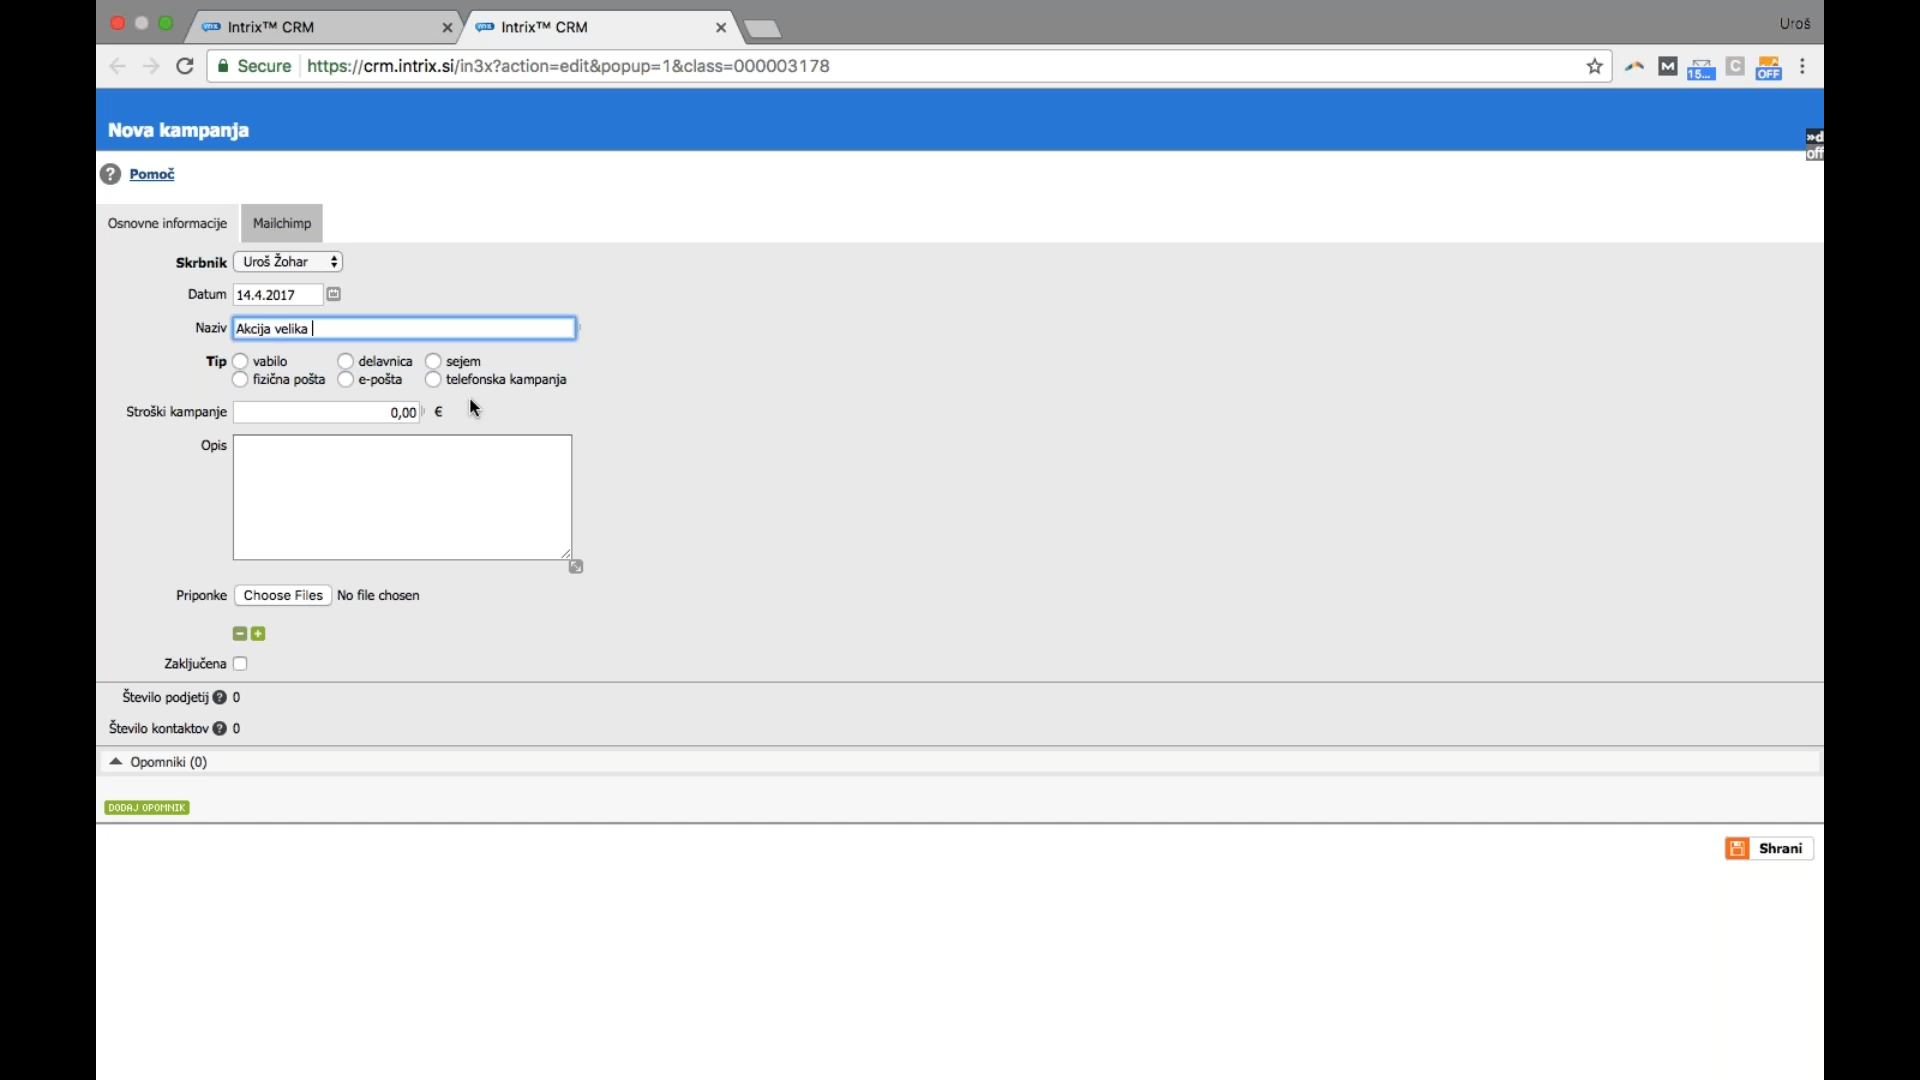 Intrix™ CRM
Intrix™ CRM
Uroš
Secure https://crm.intrix.si/in3x?action=edit&popup=1&class=000003178
M
15...
C
OFF
Nova kampanja
»d
off
? Pomoč
Osnovne informacije Mailchimp
Skrbnik Uroš Žohar
Datum 14.4.2017
Naziv Akcija velika
Tip vabilo delavnica sejem
fizična pošta e-pošta telefonska kampanja
Stroški kampanje 0,00 €
Opis
Priponke Choose Files No file chosen
Zaključena
Število podjetij ? 0
Število kontaktov ? 0
Opomniki (0)
DODAJ OPOMNIK
Shrani